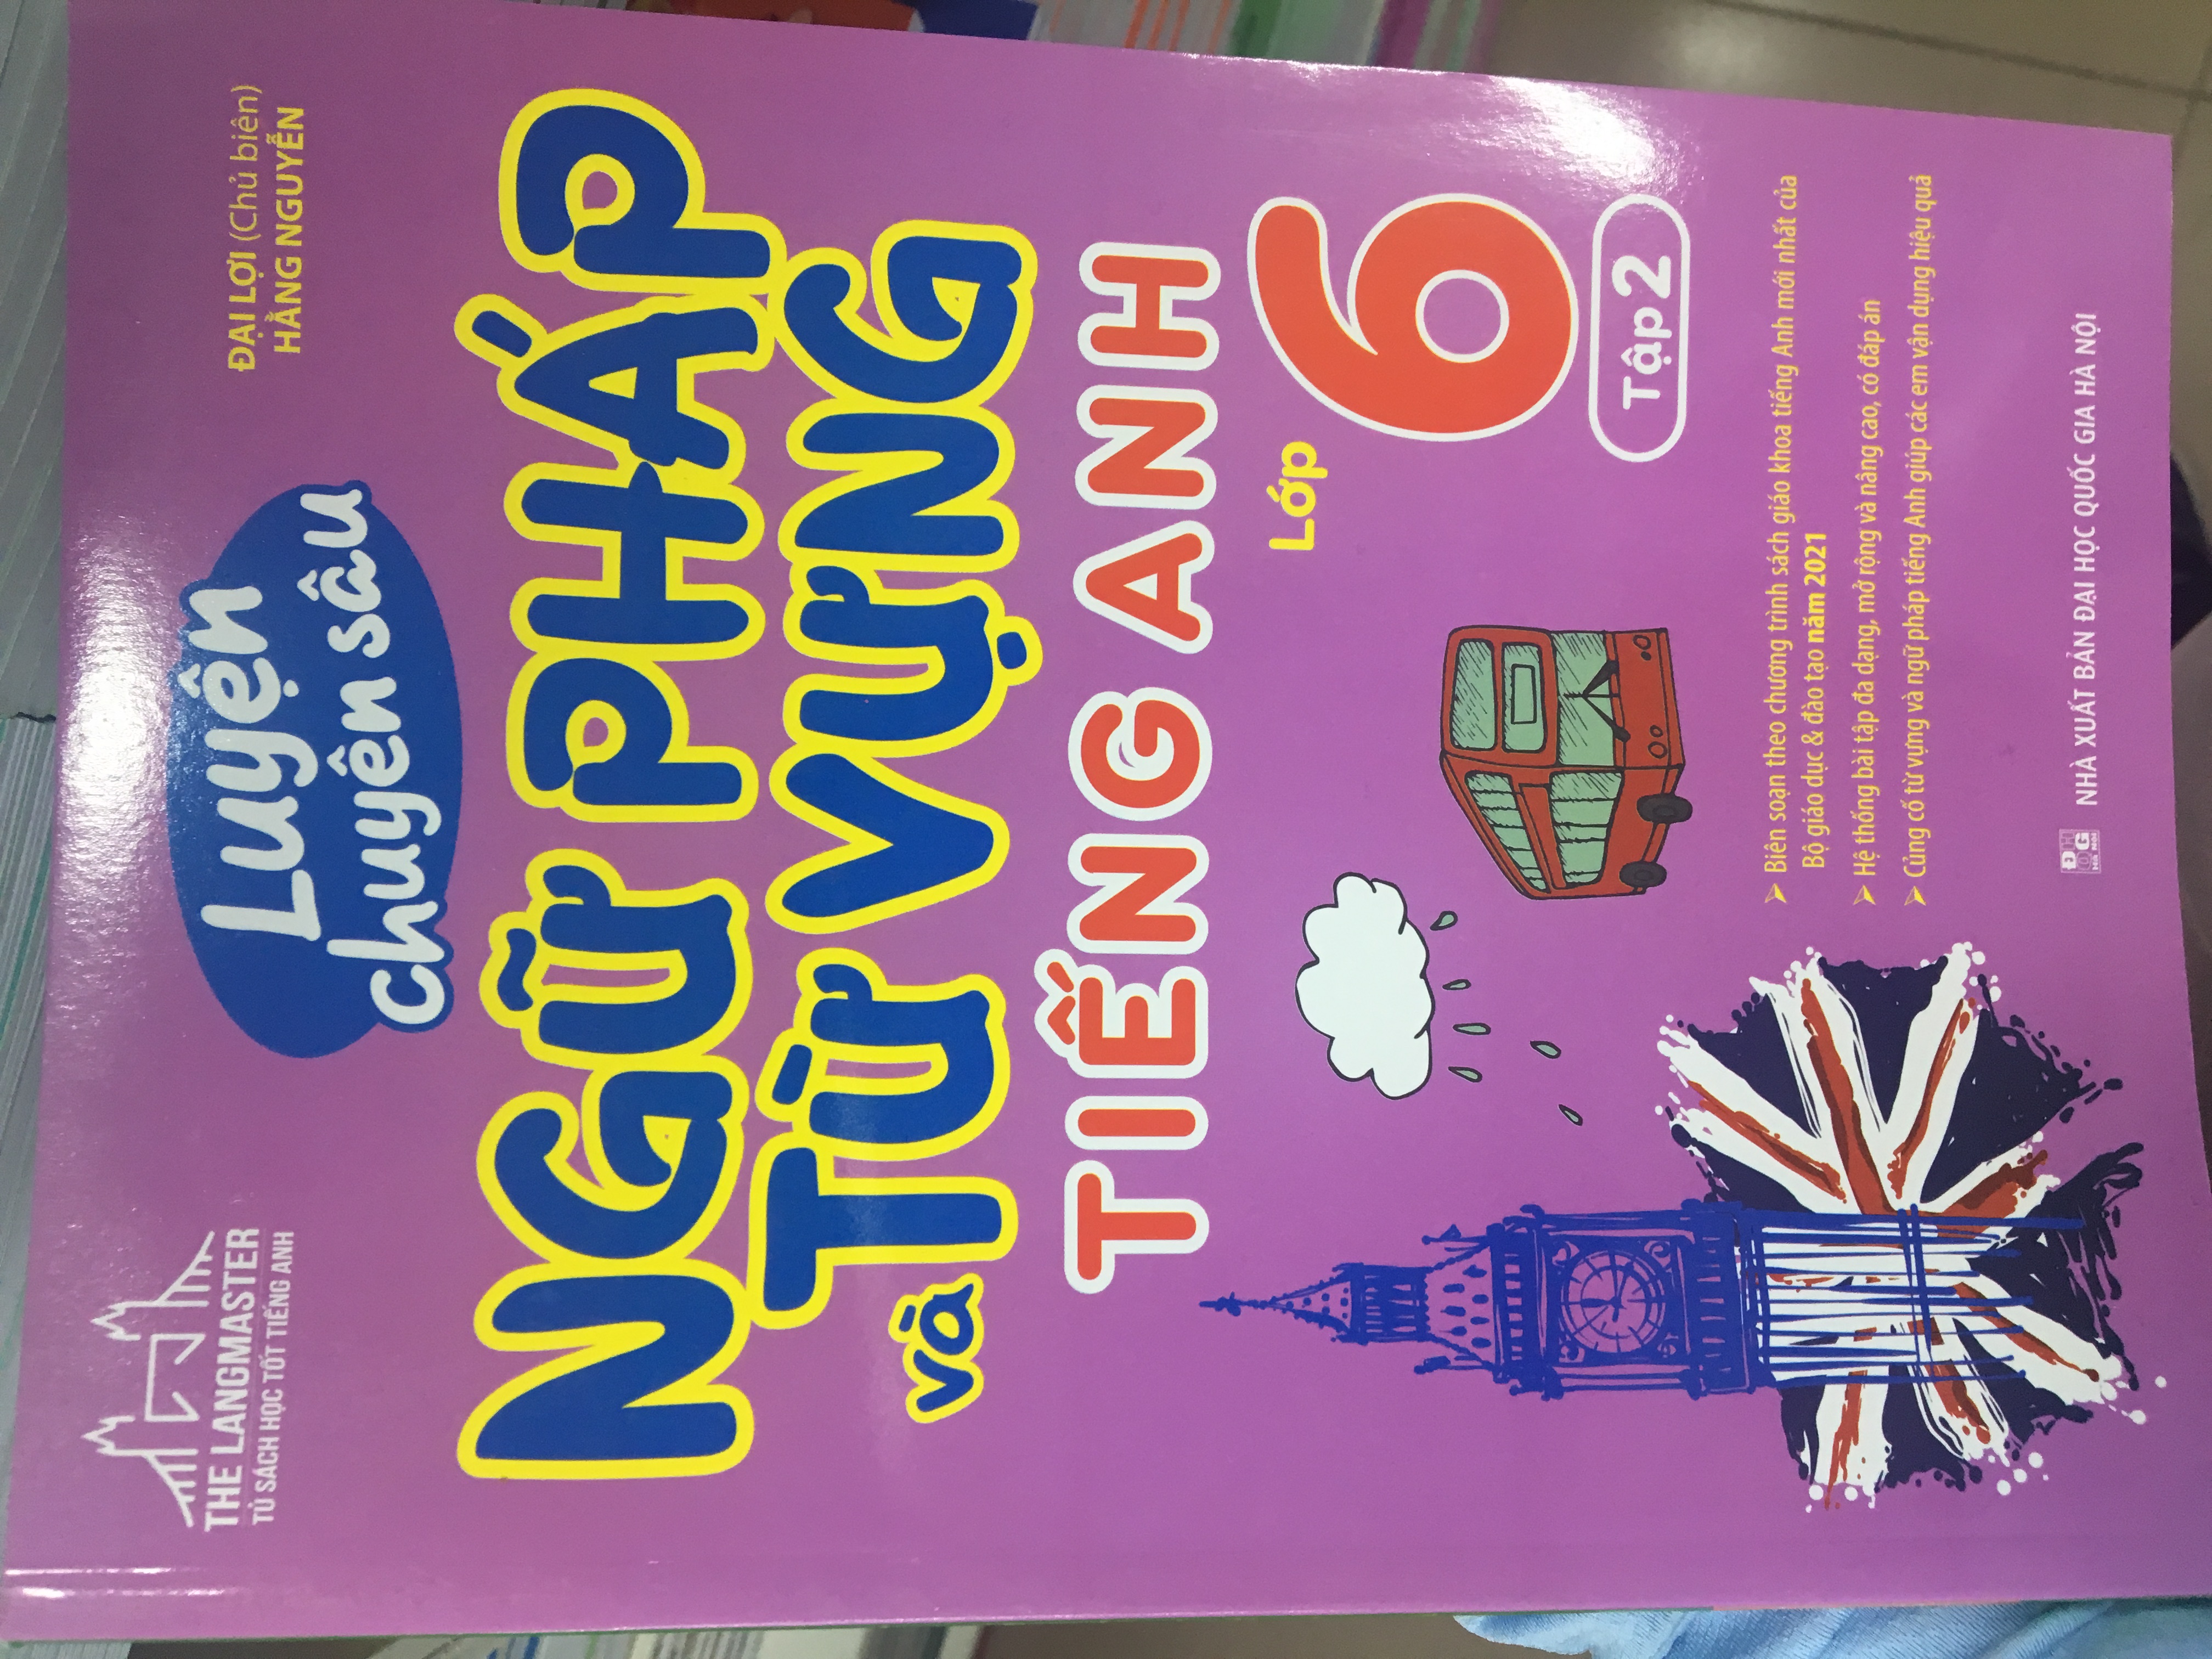 THE LANGMASTER
TỦ SÁCH HỌC TỐT TIẾNG ANH
ĐẠI LỢI (Chủ biên)
HẰNG NGUYỄN
Luyện
chuyên sâu
NGỮ PHÁP
và TỪ VỰNG
TIẾNG ANH
Lớp 6
Tập 2
➢ Biên soạn theo chương trình sách giáo khoa tiếng Anh mới nhất của
Bộ giáo dục & đào tạo năm 2021
➢ Hệ thống bài tập đa dạng, mở rộng và nâng cao, có đáp án
➢ Củng cố từ vựng và ngữ pháp tiếng Anh giúp các em vận dụng hiệu quả
ĐH
QG
HÀ NỘI
NHÀ XUẤT BẢN ĐẠI HỌC QUỐC GIA HÀ NỘI